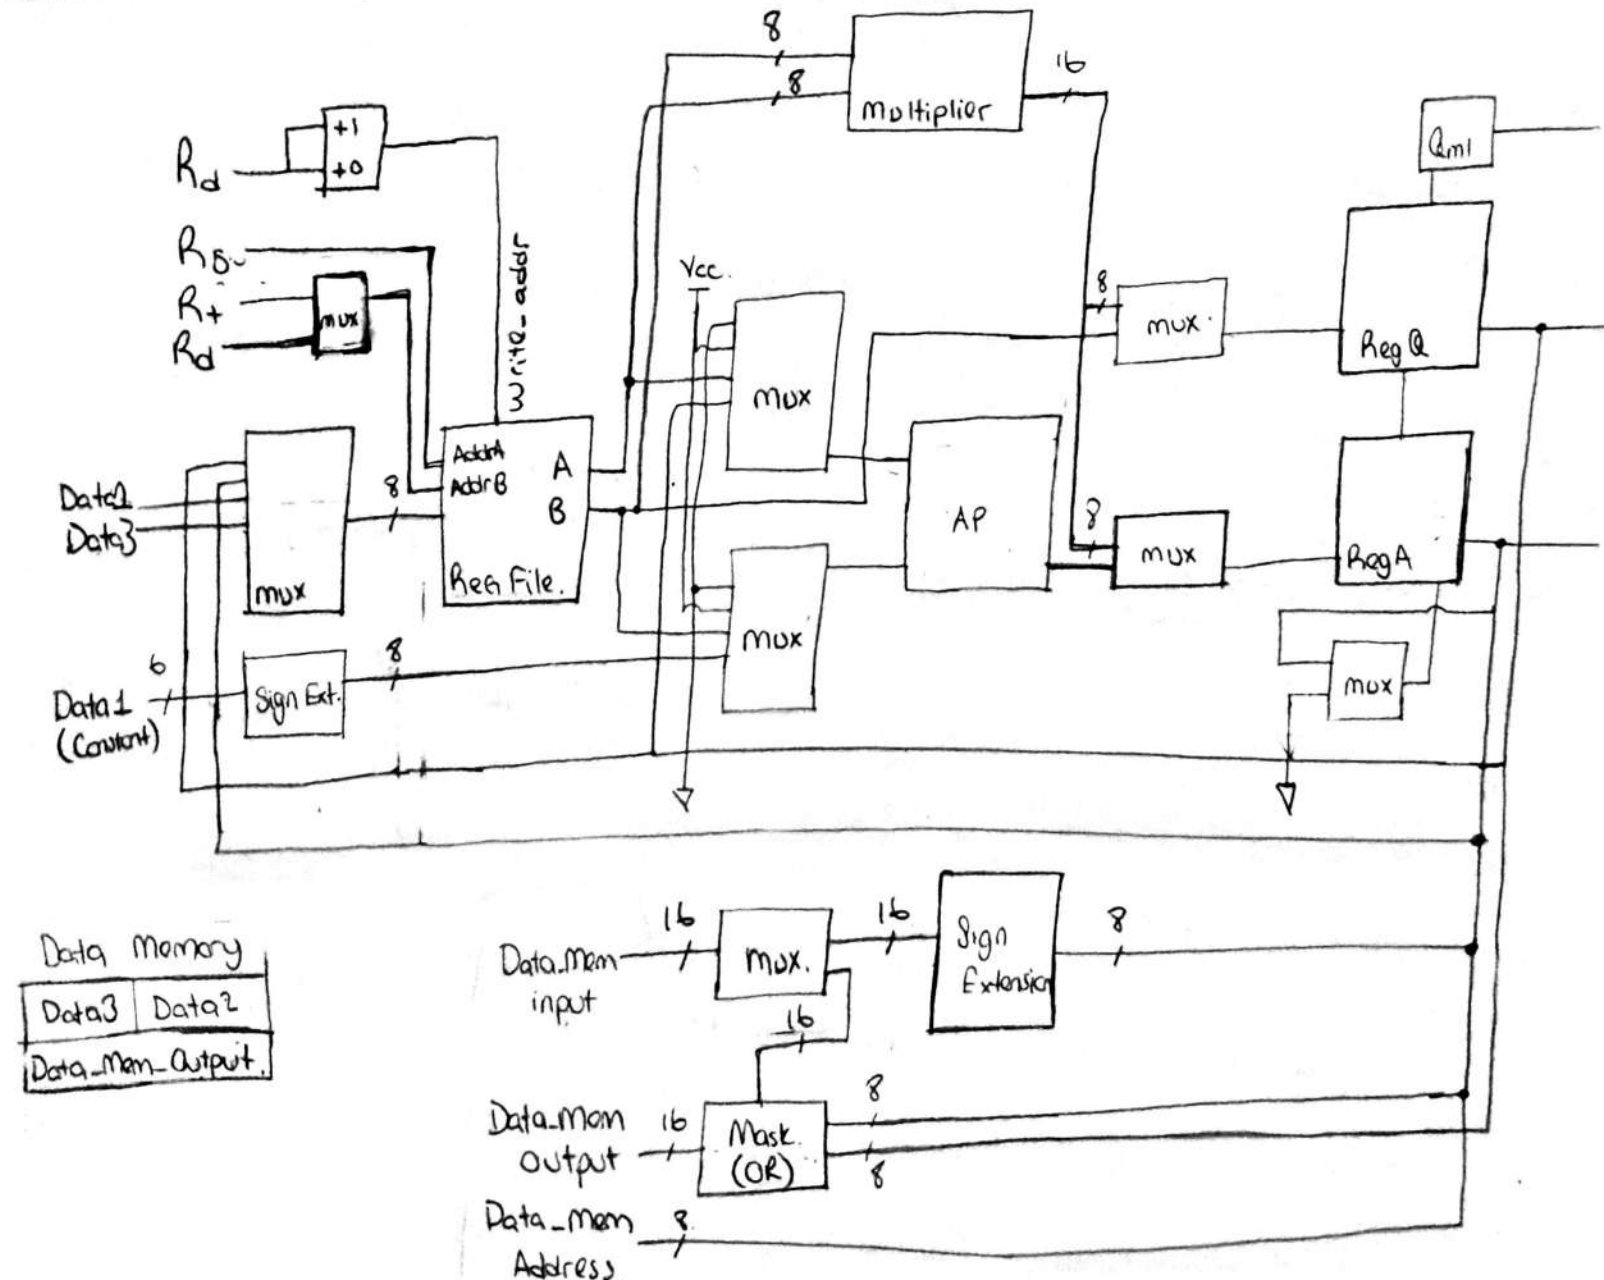 8
8
16
Multiplier
Qm1
+1
+0
Rd
Rs
Rt
Rd
mux
Write_addr
Vcc.
8
mux.
RegQ
mux
AddrA
AddrB
A
B
Reg File.
8
Data2
Data3
mux
AP
8
mux
RegA
mux
mux
6
8
Data1
(Constant)
Sign Ext.
16
16
8
Data_Mem
input
mux.
Sign
Extension
16
Data Memory
Data3
Data2
Data_Mem_Output.
Data_Mem
Output
16
Mask.
(OR)
8
8
Data_Mem
Address
8